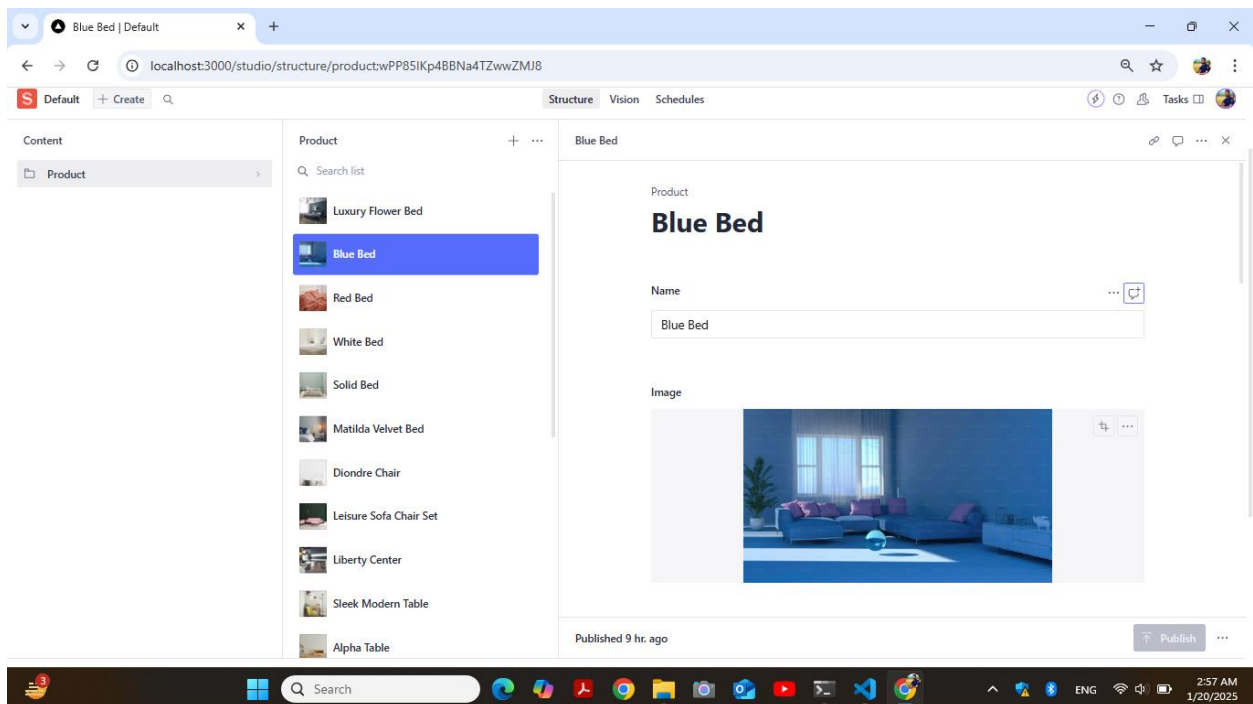 Blue Bed | Default
localhost:3000/studio/structure/product;wPP85IKp4BBNa4TZwwZMJ8
S Default + Create Structure Vision Schedules Tasks
Content
Product
Product
Search list
Luxury Flower Bed
Blue Bed
Red Bed
White Bed
Solid Bed
Matilda Velvet Bed
Diondre Chair
Leisure Sofa Chair Set
Liberty Center
Sleek Modern Table
Alpha Table
Blue Bed
Product
Blue Bed
Name
Blue Bed
Image
Published 9 hr. ago
Publish
3
Search
ENG
2:57 AM
1/20/2025